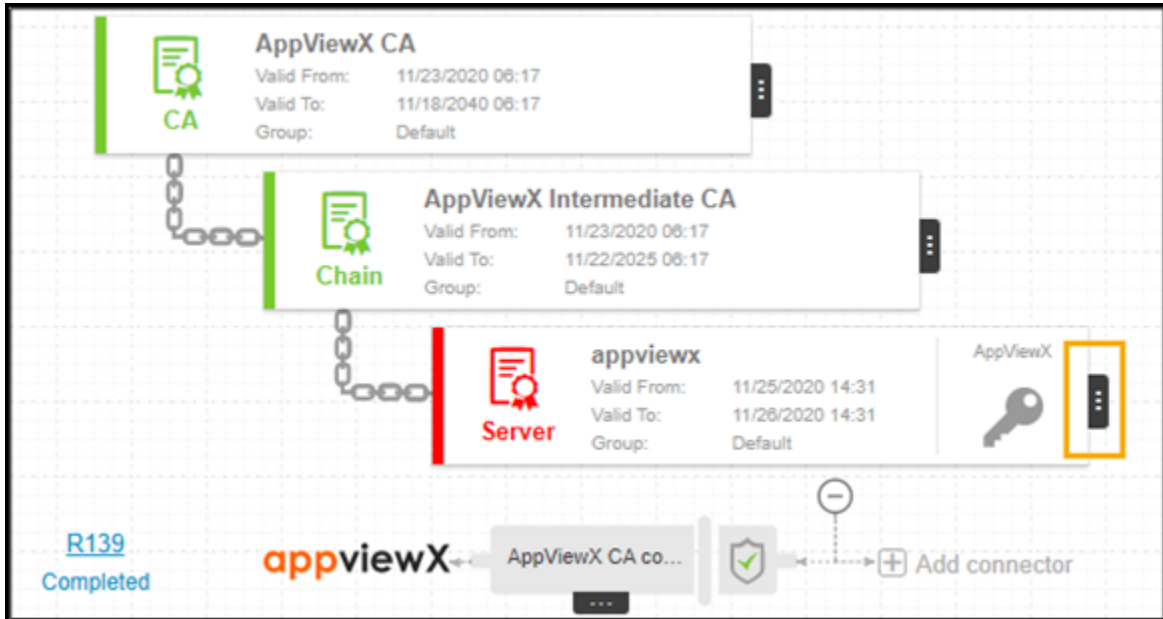 AppViewX CA
Valid From: 11/23/2020 06:17
Valid To: 11/18/2040 06:17
CA
Group: Default
AppViewX Intermediate CA
Valid From: 11/23/2020 06:17
Valid To: 11/22/2025 06:17
Chain
Group: Default
appviewx
AppViewX
Valid From: 11/25/2020 14:31
Valid To: 11/26/2020 14:31
Server
Group: Default
R139
Completed
appviewX
AppViewX CA co...
Add connector